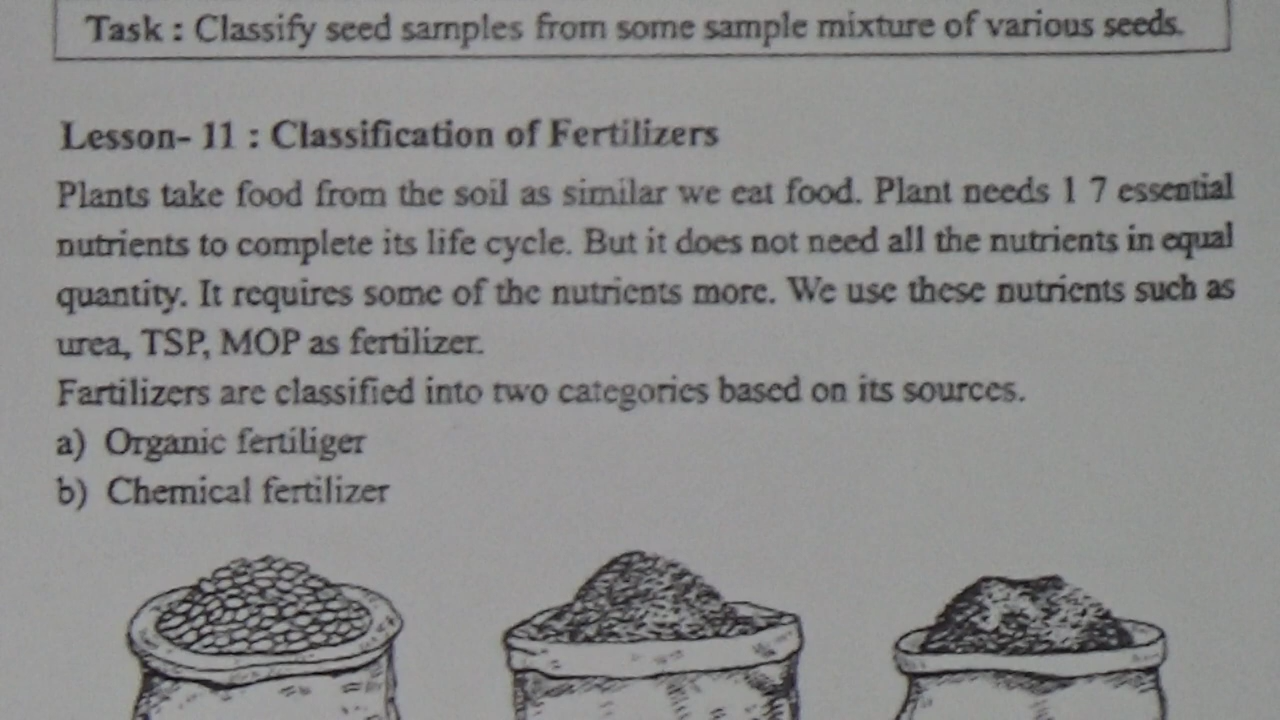 Task : Classify seed samples from some sample mixture of various seeds.
Lesson- 11 : Classification of Fertilizers
Plants take food from the soil as similar we eat food. Plant needs 1 7 essential
nutrients to complete its life cycle. But it does not need all the nutrients in equal
quantity. It requires some of the nutrients more. We use these nutrients such as
urea, TSP, MOP as fertilizer.
Fartilizers are classified into two categories based on its sources.
a) Organic fertiliger
b) Chemical fertilizer